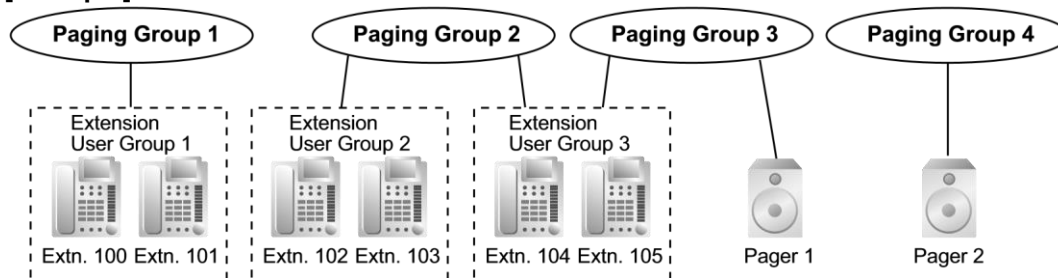 Paging Group 1
Paging Group 2
Paging Group 3
Paging Group 4
Extension
User Group 1
Extension
User Group 2
Extension
User Group 3
Extn. 100 Extn. 101
Extn. 102 Extn. 103
Extn. 104 Extn. 105
Pager 1
Pager 2